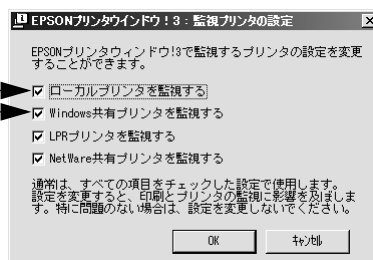 EPSONプリンタウインドウ!3:監視プリンタの設定
EPSONプリンタウィンドウ!3で監視するプリンタの設定を変更
することができます。
ローカルプリンタを監視する
Windows共有プリンタを監視する
LPRプリンタを監視する
NetWare共有プリンタを監視する
通常は、すべての項目をチェックした設定で使用します。
設定を変更すると、印刷とプリンタの監視に影響を及ぼしま
す。特に問題のない場合は、設定を変更しないでください。
OK
キャンセル